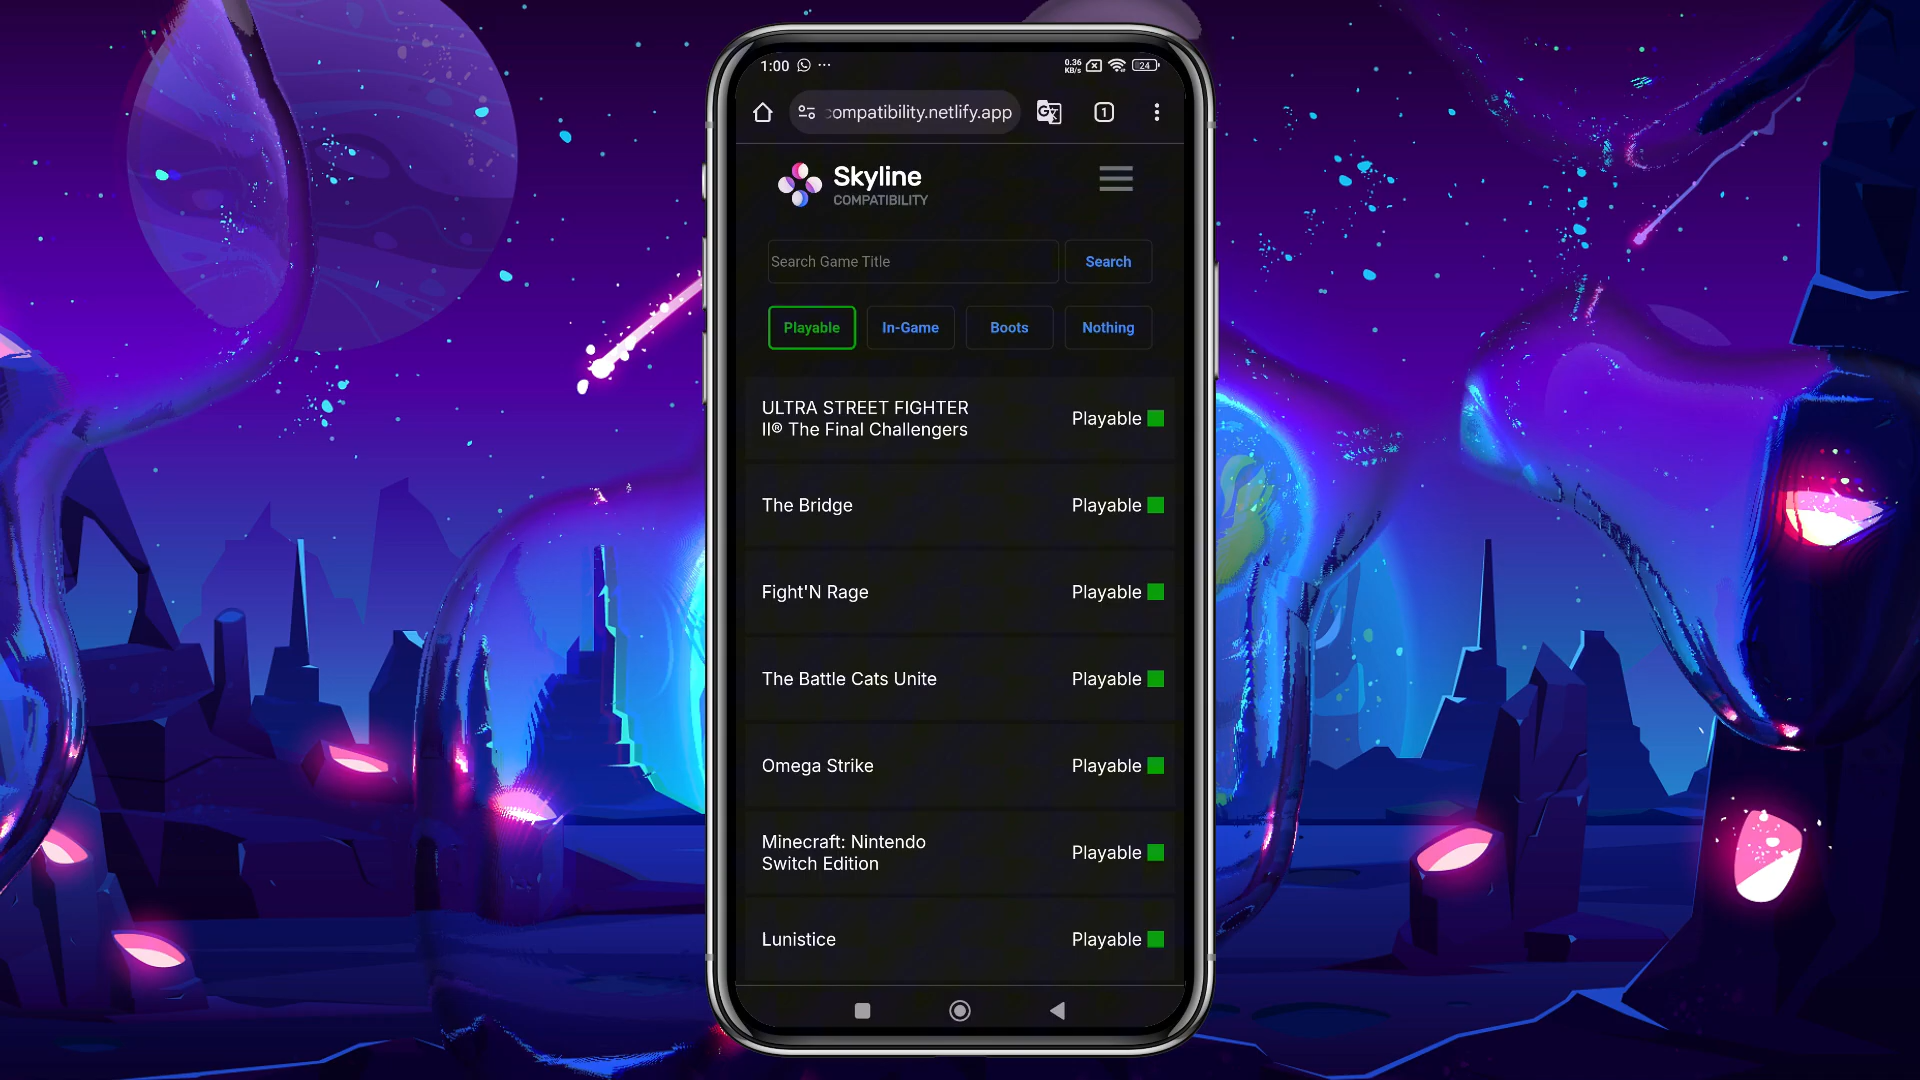 1:00 ...
0.36
KB/s
24
compatibility.netlify.app
1
Skyline
COMPATIBILITY
Search Game Title
Search
Playable
In-Game
Boots
Nothing
ULTRA STREET FIGHTER
II® The Final Challengers
Playable
The Bridge
Playable
Fight'N Rage
Playable
The Battle Cats Unite
Playable
Omega Strike
Playable
Minecraft: Nintendo
Switch Edition
Playable
Lunistice
Playable